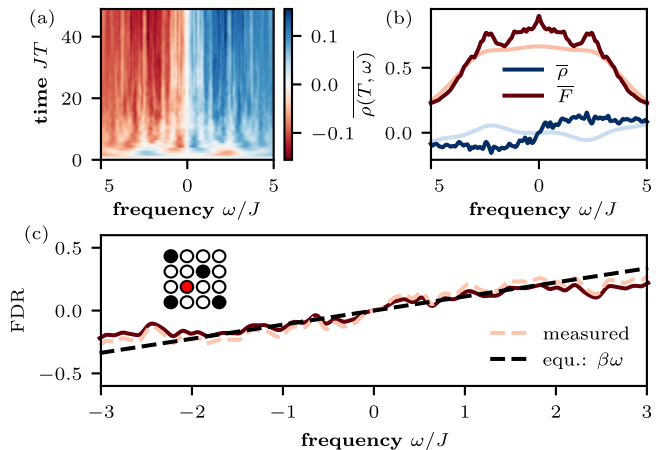 (a)
(b)
time JT
40
20
0
5
0
5
frequency ω/J
0.1
0.0
−0.1
ρ(T, ω)
0.5
0.0
ρ
F
5
0
5
frequency ω/J
(c)
FDR
0.5
0.0
−0.5
measured
equ.: βω
−3
−2
−1
0
1
2
3
frequency ω/J